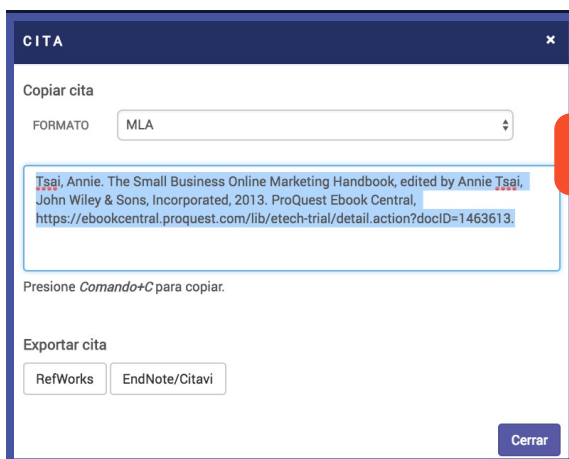 CITA ×
Copiar cita
FORMATO MLA
Tsai, Annie. The Small Business Online Marketing Handbook, edited by Annie Tsai,
John Wiley & Sons, Incorporated, 2013. ProQuest Ebook Central,
https://ebookcentral.proquest.com/lib/etech-trial/detail.action?docID=1463613.
Presione Comando+C para copiar.
Exportar cita
RefWorks EndNote/Citavi
Cerrar